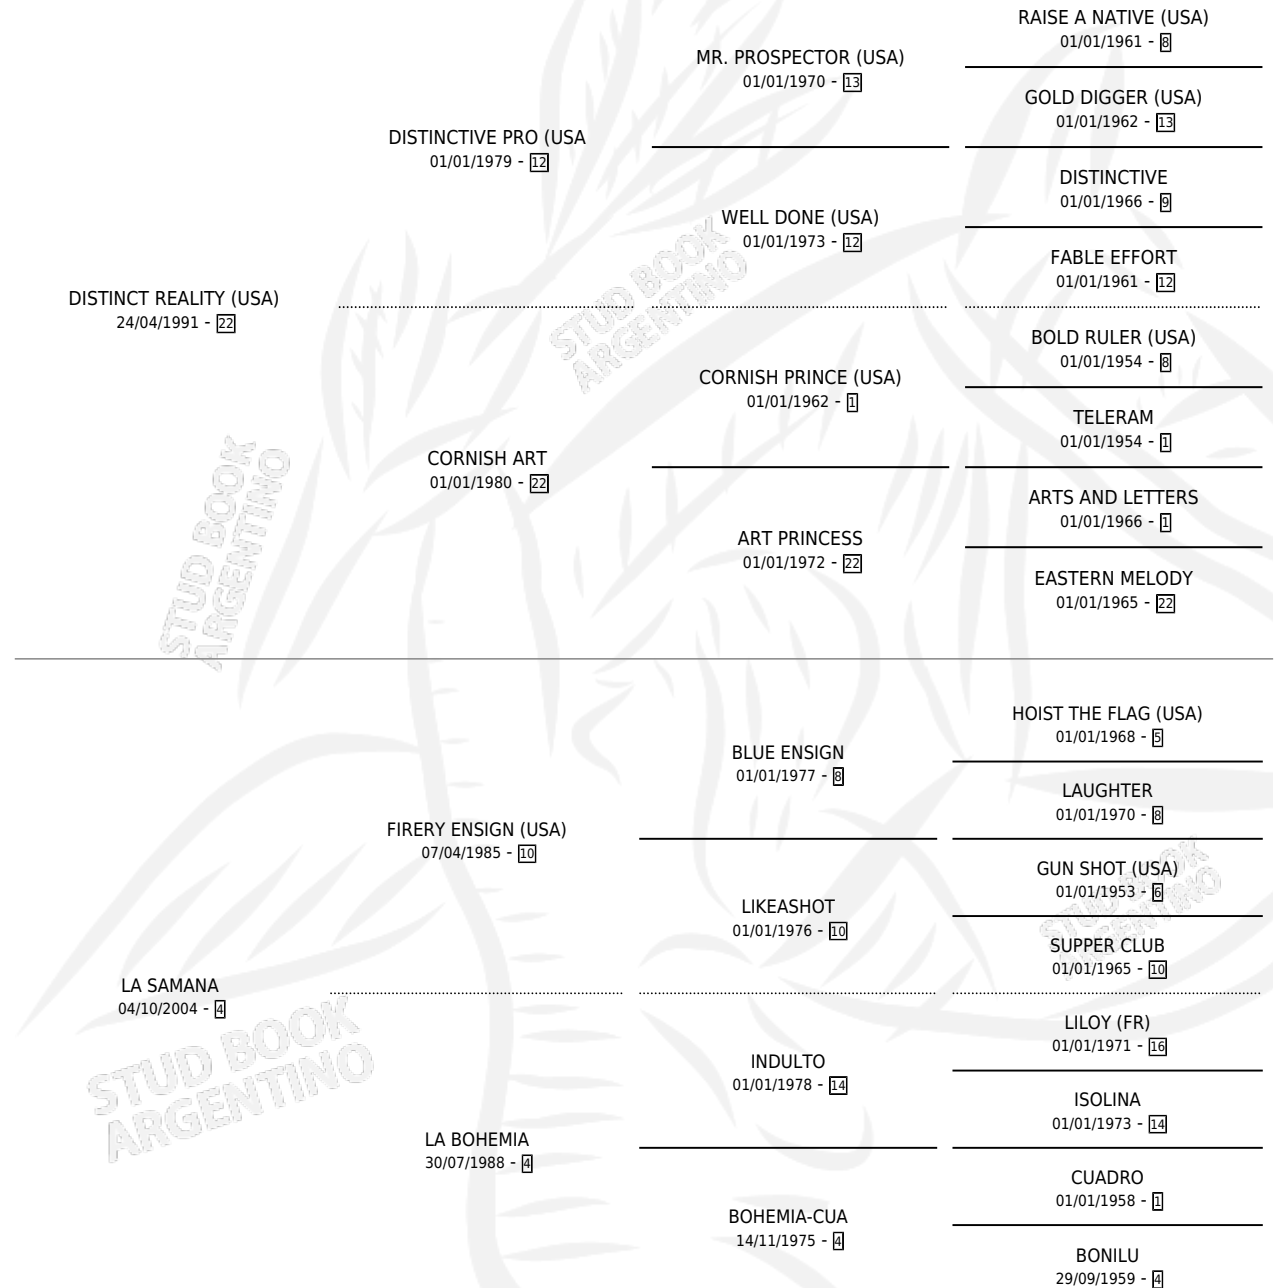 RAISE A NATIVE (USA)
01/01/1961 - 8
MR. PROSPECTOR (USA)
01/01/1970 - 13
GOLD DIGGER (USA)
01/01/1962 - 13
DISTINCTIVE PRO (USA
01/01/1979 - 12
DISTINCTIVE
01/01/1966 - 9
WELL DONE (USA)
01/01/1973 - 12
FABLE EFFORT
01/01/1961 - 12
DISTINCT REALITY (USA)
24/04/1991 - 22
BOLD RULER (USA)
01/01/1954 - 8
CORNISH PRINCE (USA)
01/01/1962 - 1
TELERAM
01/01/1954 - 1
CORNISH ART
01/01/1980 - 22
ARTS AND LETTERS
01/01/1966 - 1
ART PRINCESS
01/01/1972 - 22
EASTERN MELODY
01/01/1965 - 22
HOIST THE FLAG (USA)
01/01/1968 - 5
BLUE ENSIGN
01/01/1977 - 8
LAUGHTER
01/01/1970 - 8
FIRERY ENSIGN (USA)
07/04/1985 - 10
GUN SHOT (USA)
01/01/1953 - 6
LIKEASHOT
01/01/1976 - 10
SUPPER CLUB
01/01/1965 - 10
LA SAMANA
04/10/2004 - 4
LILOY (FR)
01/01/1971 - 16
INDULTO
01/01/1978 - 14
ISOLINA
01/01/1973 - 14
LA BOHEMIA
30/07/1988 - 4
CUADRO
01/01/1958 - 1
BOHEMIA-CUA
14/11/1975 - 4
BONILU
29/09/1959 - 4
STUD BOOK
ARGENTINO
STUD BOOK
ARGENTINO
STUD BOOK
ARGENTINO
STUD BOOK
ARGENTINO